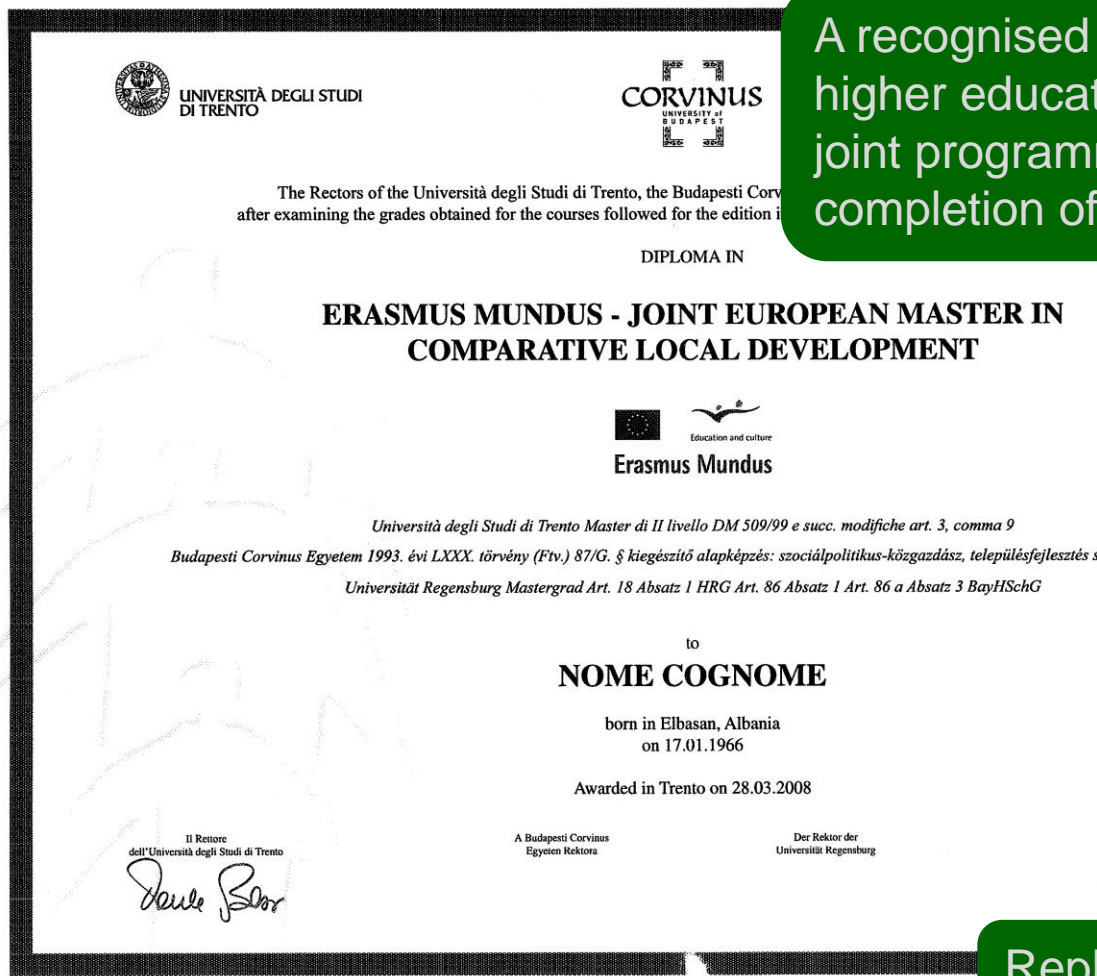 UNIVERSITÀ DEGLI STUDI
DI TRENTO
CORVINUS
UNIVERSITY of
BUDAPEST
A recognised
higher educat
joint program
completion of
The Rectors of the Università degli Studi di Trento, the Budapesti Corv
after examining the grades obtained for the courses followed for the edition i
DIPLOMA IN
ERASMUS MUNDUS - JOINT EUROPEAN MASTER IN
COMPARATIVE LOCAL DEVELOPMENT
Education and culture
Erasmus Mundus
Università degli Studi di Trento Master di II livello DM 509/99 e succ. modifiche art. 3, comma 9
Budapesti Corvinus Egyetem 1993. évi LXXX. törvény (Ftv.) 87/G. § kiegészítő alapképzés: szociálpolitikus-közgazdász, településfejlesztés s
Universität Regensburg Mastergrad Art. 18 Absatz 1 HRG Art. 86 Absatz 1 Art. 86 a Absatz 3 BayHSchG
to
NOME COGNOME
born in Elbasan, Albania
on 17.01.1966
Awarded in Trento on 28.03.2008
Il Rettore
dell'Università degli Studi di Trento
A Budapesti Corvinus
Egyeten Rektora
Der Rektor der
Universität Regensburg
Repl